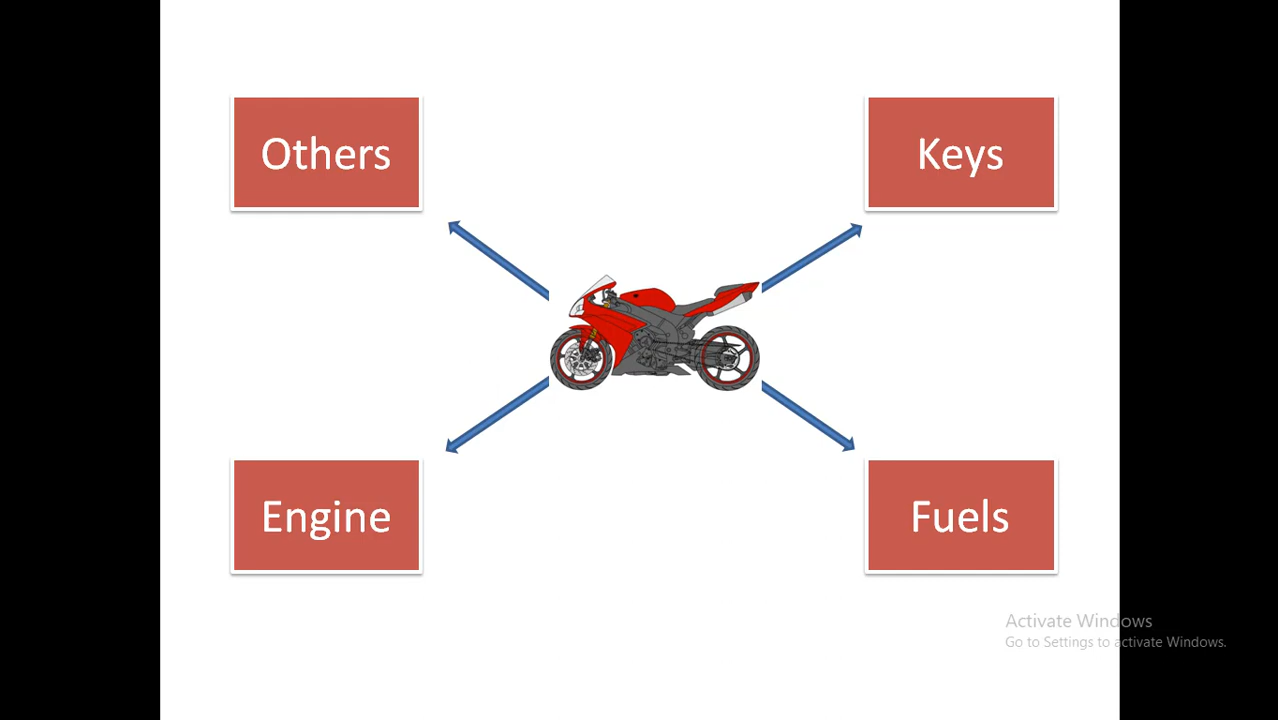 Others
Keys
Engine
Fuels
Activate Windows
Go to Settings to activate Windows.